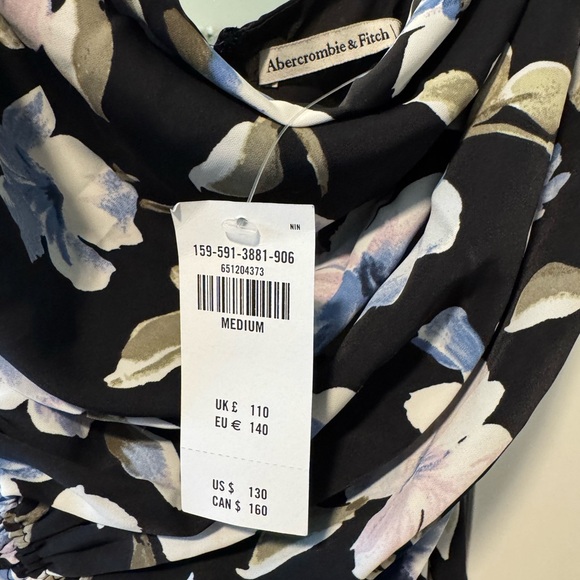 Abercrombie & Fitch
NIN
159-591-3881-906
651204373
MEDIUM
UK £ 110
EU € 140
US $ 130
CAN $ 160